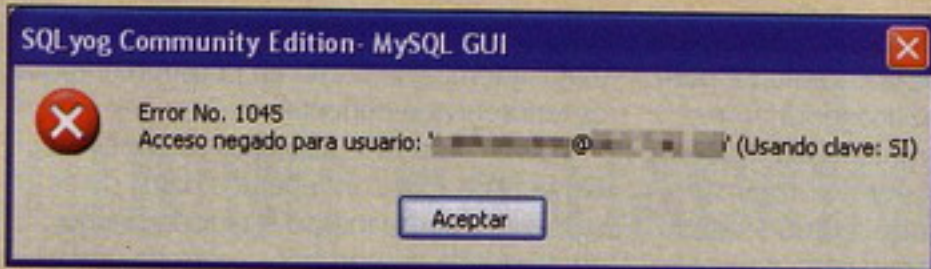 SQLyog Community Edition- MySQL GUI
Error No. 1045
Acceso negado para usuario: '@' (Usando clave: SI)
Aceptar